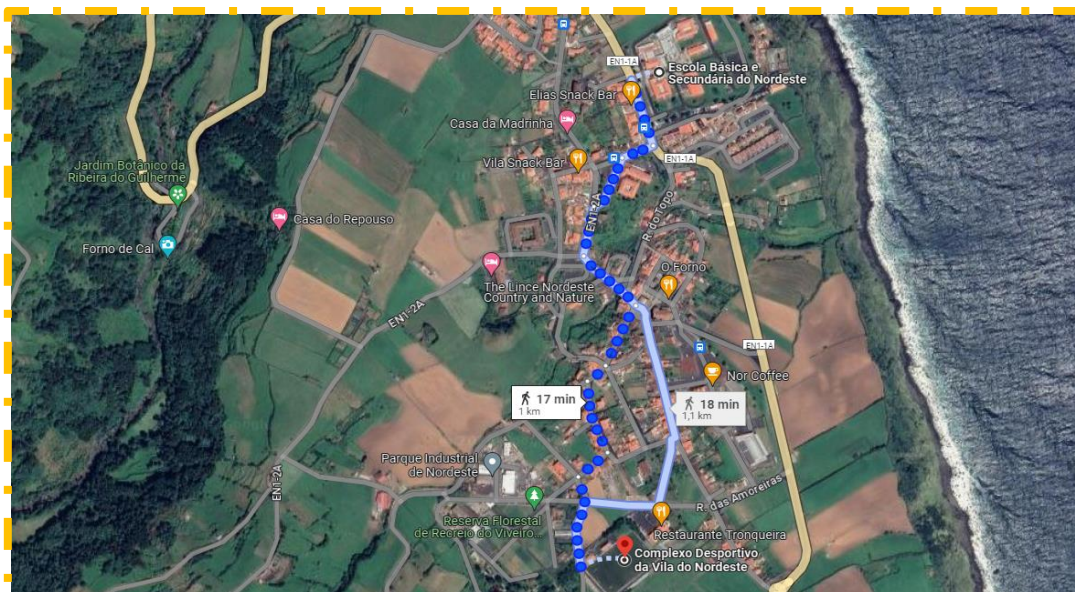 EN1-1A
Escola Básica e
Secundária do Nordeste
Elias Snack Bar
Casa da Madrinha
Vila Snack Bar
EN1-1A
Jardim Botânico da
Ribeira do Guilherme
Casa do Repouso
EN1-2A
R. do Topo
Forno de Cal
O Forno
The Lince Nordeste
Country and Nature
EN1-2A
EN1-1A
Nor Coffee
17 min
1 km
18 min
1,1 km
Parque Industrial
de Nordeste
EN1-2A
R. das Amoreiras
Reserva Florestal
de Recreio do Viveiro...
Restaurante Tronqueira
Complexo Desportivo
da Vila do Nordeste